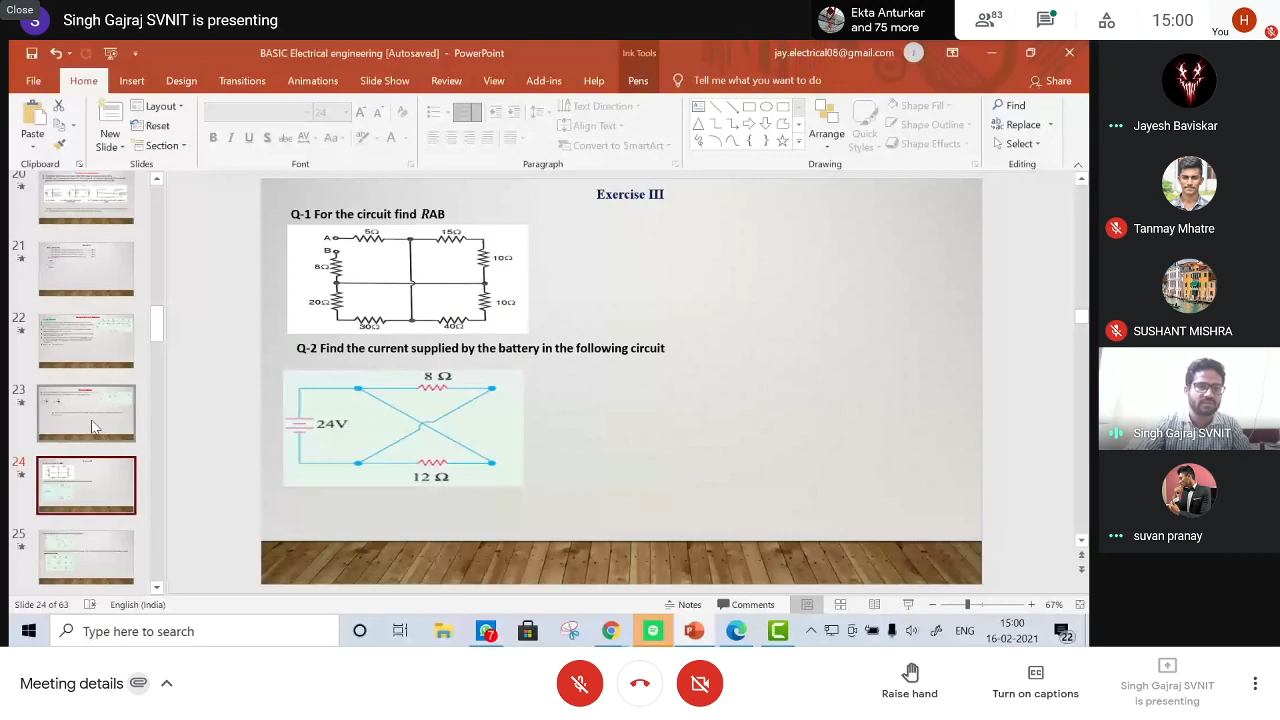 Close
S
Singh Gajraj SVNIT is presenting
Ekta Anturkar
and 75 more
83
15:00
You
H
BASIC Electrical engineering [Autosaved] - PowerPoint
Ink Tools
jay.electrical08@gmail.com
J
File
Home
Insert
Design
Transitions
Animations
Slide Show
Review
View
Add-ins
Help
Pens
Tell me what you want to do
Share
Paste
New
Slide
Layout
Reset
Section
24
B I U S abc AV Aa A
Text Direction
Align Text
Convert to SmartArt
Arrange
Quick
Styles
Shape Fill
Shape Outline
Shape Effects
Find
Replace
Select
Clipboard
Slides
Font
Paragraph
Drawing
Editing
20
21
22
23
24
25
Exercise III
Q-1 For the circuit find RAB
A
5Ω
15Ω
B
8Ω
10Ω
20Ω
10Ω
30Ω
40Ω
Q-2 Find the current supplied by the battery in the following circuit
8 Ω
24V
12 Ω
Jayesh Baviskar
Tanmay Mhatre
SUSHANT MISHRA
Singh Gajraj SVNIT
suvan pranay
Slide 24 of 63
English (India)
Notes
Comments
67%
Type here to search
7
ENG
15:00
16-02-2021
22
Meeting details
Raise hand
Turn on captions
Singh Gajraj SVNIT
is presenting